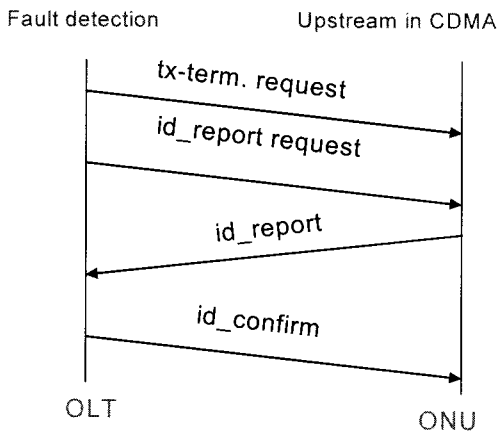 Fault detection
Upstream in CDMA
tx-term. request
id_report request
id_report
id_confirm
OLT
ONU